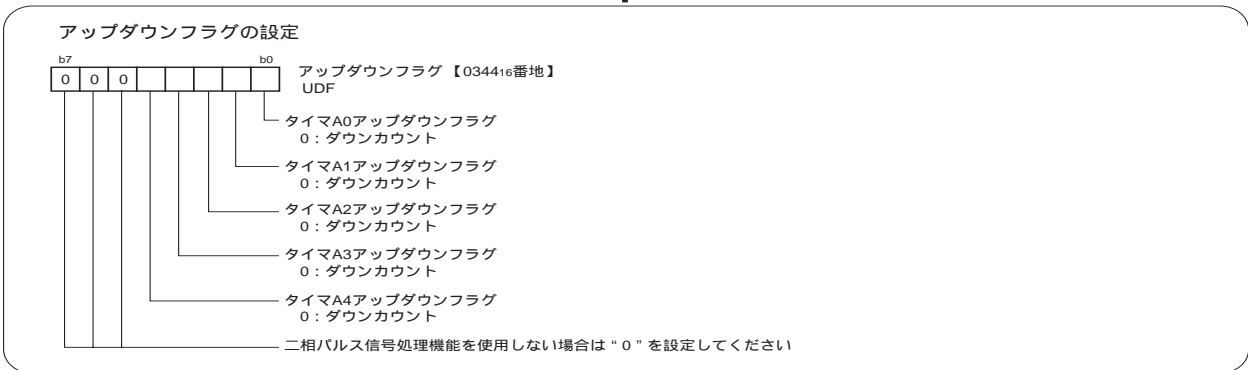 アップダウンフラグの設定
b7 b0
0 0 0
アップダウンフラグ【034416番地】
UDF
タイマA0アップダウンフラグ
0：ダウンカウント
タイマA1アップダウンフラグ
0：ダウンカウント
タイマA2アップダウンフラグ
0：ダウンカウント
タイマA3アップダウンフラグ
0：ダウンカウント
タイマA4アップダウンフラグ
0：ダウンカウント
二相パルス信号処理機能を使用しない場合は“0”を設定してください